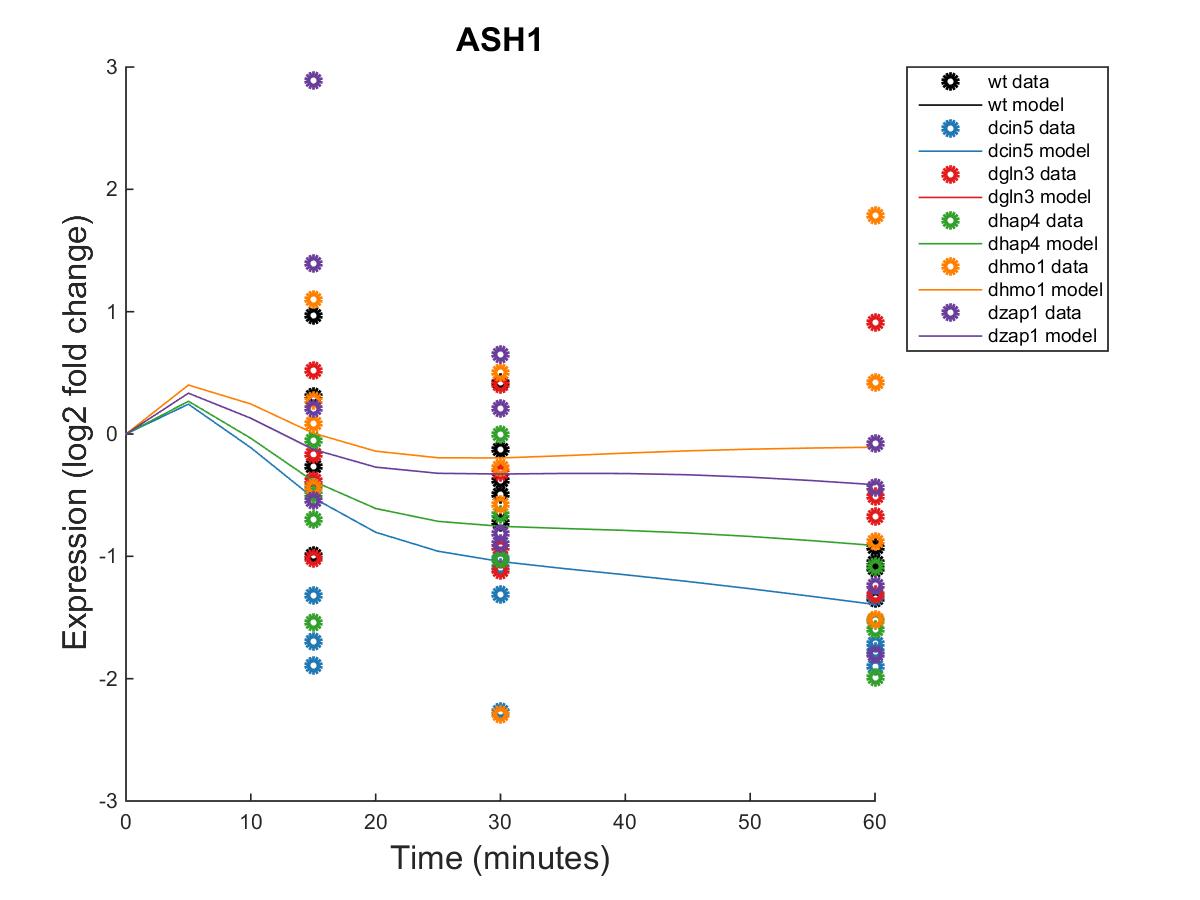 ASH1
3
2
1
0
-1
-2
-3
Expression (log2 fold change)
0 10 20 30 40 50 60
Time (minutes)
wt data
wt model
dcin5 data
dcin5 model
dgln3 data
dgln3 model
dhap4 data
dhap4 model
dhmo1 data
dhmo1 model
dzap1 data
dzap1 model